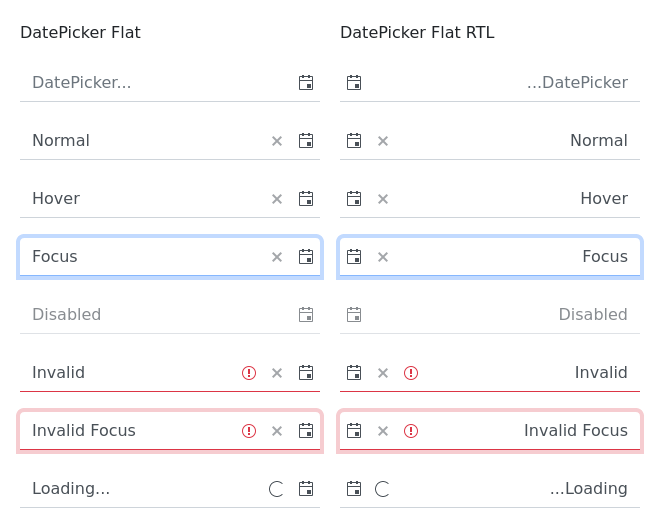 DatePicker Flat
DatePicker...
Normal
Hover
Focus
Disabled
Invalid
Invalid Focus
Loading...
DatePicker Flat RTL
...DatePicker
Normal
Hover
Focus
Disabled
Invalid
Invalid Focus
...Loading